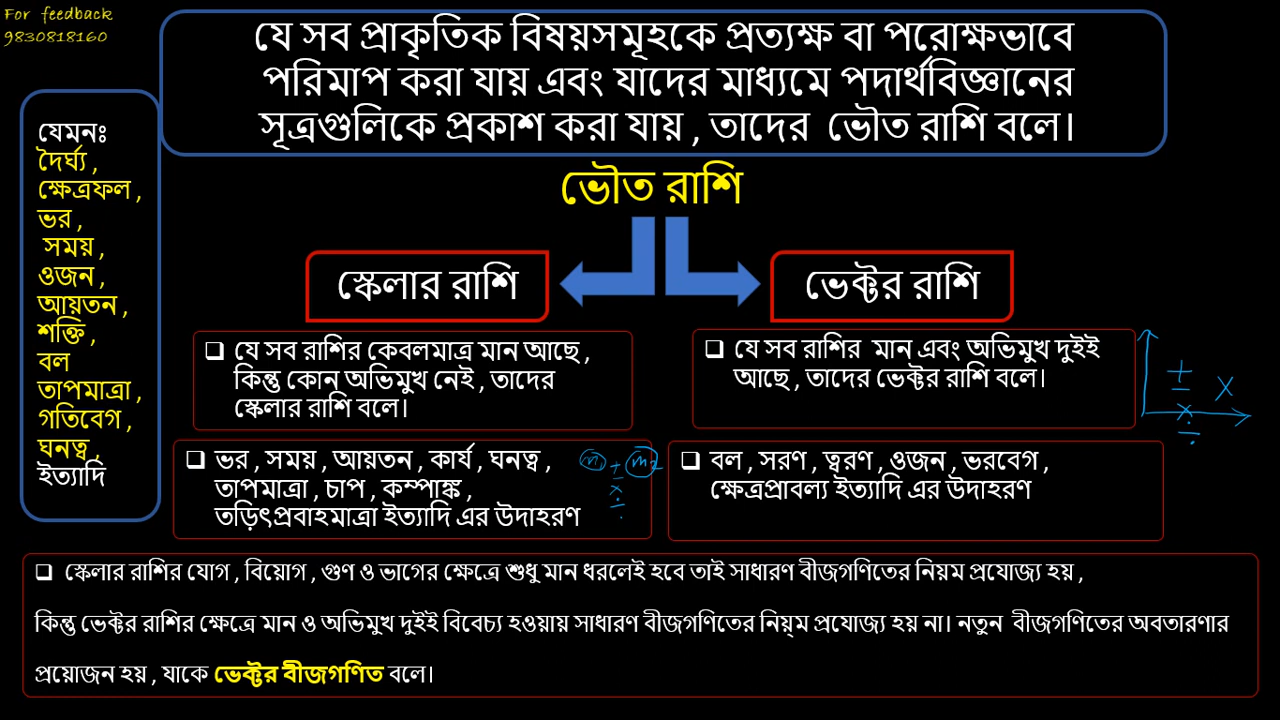 For feedback
9830818160
যে সব প্রাকৃতিক বিষয়সমূহকে প্রত্যক্ষ বা পরোক্ষভাবে
পরিমাপ করা যায় এবং যাদের মাধ্যমে পদার্থবিজ্ঞানের
সূত্রগুলিকে প্রকাশ করা যায় , তাদের ভৌত রাশি বলে।
যেমনঃ
দৈর্ঘ্য ,
ক্ষেত্রফল ,
ভর ,
সময় ,
ওজন ,
আয়তন ,
শক্তি ,
বল
তাপমাত্রা ,
গতিবেগ ,
ঘনত্ব ,
ইত্যাদি
ভৌত রাশি
স্কেলার রাশি
ভেক্টর রাশি
❑ যে সব রাশির কেবলমাত্র মান আছে ,
কিন্তু কোন অভিমুখ নেই , তাদের
স্কেলার রাশি বলে।
❑ যে সব রাশির মান এবং অভিমুখ দুইই
আছে , তাদের ভেক্টর রাশি বলে।
+
−
×
÷
×
❑ ভর , সময় , আয়তন , কার্য , ঘনত্ব ,
তাপমাত্রা , চাপ , কম্পাঙ্ক ,
তড়িৎপ্রবাহমাত্রা ইত্যাদি এর উদাহরণ
+
−
×
÷
❑ বল , সরণ , ত্বরণ , ওজন , ভরবেগ ,
ক্ষেত্রপ্রাবল্য ইত্যাদি এর উদাহরণ
❑ স্কেলার রাশির যোগ , বিয়োগ , গুণ ও ভাগের ক্ষেত্রে শুধু মান ধরলেই হবে তাই সাধারণ বীজগণিতের নিয়ম প্রযোজ্য হয় ,
কিন্তু ভেক্টর রাশির ক্ষেত্রে মান ও অভিমুখ দুইই বিবেচ্য হওয়ায় সাধারণ বীজগণিতের নিয়্ম প্রযোজ্য হয় না। নতুন বীজগণিতের অবতারণার
প্রয়োজন হয় , যাকে ভেক্টর বীজগণিত বলে।